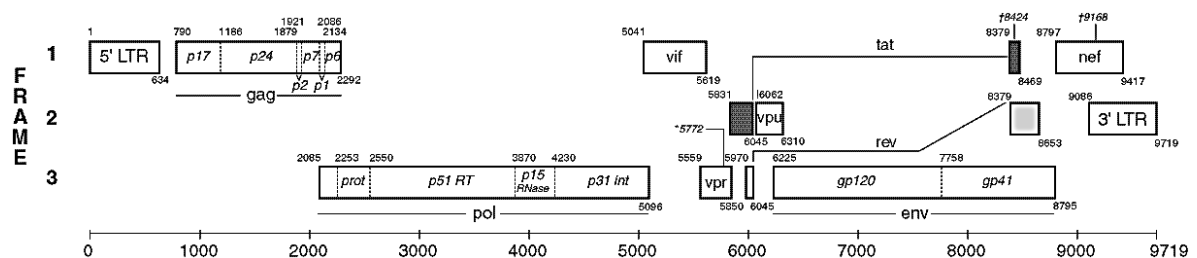 1 790 1186 1921 2086 5041 †8424 †9168
1879 2134 8379 8797
1 5' LTR p17 p24 p7 p6 vif tat nef
634 p2 p1 2292 5619 8469 9417
gag
5831 6062 8379 9086
2 vpu 3' LTR
*5772 6045 6310 rev 8653 9719
2085 2253 2550 3870 4230 5559 5970 6225 7758
3 prot p51 RT p15 RNase p31 int vpr gp120 gp41
5096 5850 6045 8795
pol env
FRAME
0 1000 2000 3000 4000 5000 6000 7000 8000 9000 9719